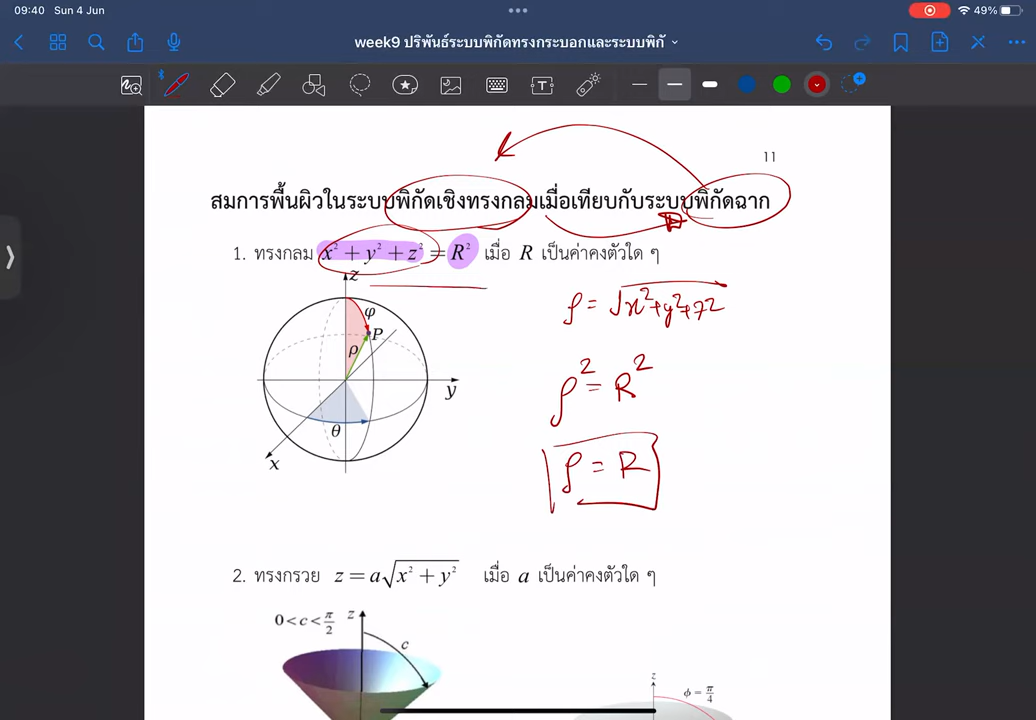 09:40 Sun 4 Jun
49%
week9 ปริพันธ์ระบบพิกัดทรงกระบอกและระบบพิกั
11
สมการพื้นผิวในระบบพิกัดเชิงทรงกลมเมื่อเทียบกับระบบพิกัดฉาก
1. ทรงกลม x² + y² + z² = R² เมื่อ R เป็นค่าคงตัวใด ๆ
z
φ
P
ρ
y
θ
x
ρ = √x²+y²+z²
ρ² = R²
ρ = R
2. ทรงกรวย z = a√x² + y² เมื่อ a เป็นค่าคงตัวใด ๆ
0 < c < π/2
z
c
z
ϕ = π/4